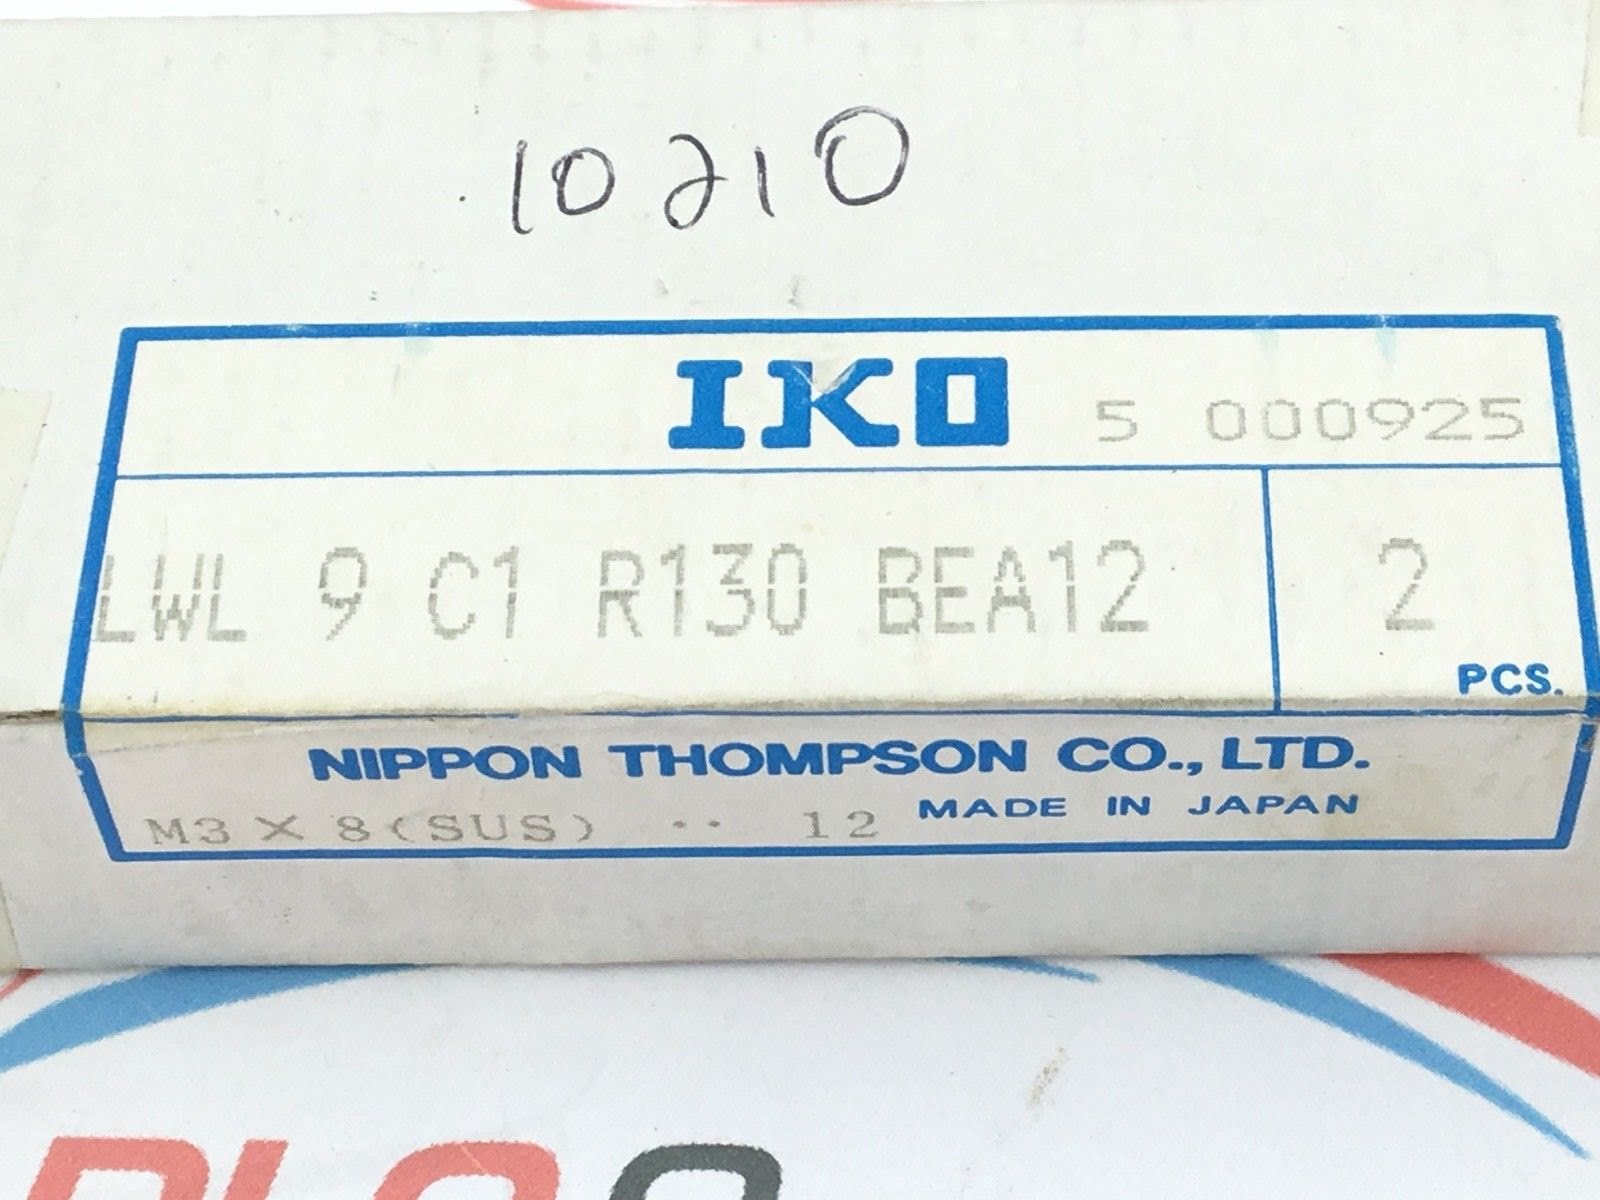 10210
IKO 5 000925
LWL 9 C1 R130 BEA12 2
PCS.
NIPPON THOMPSON CO., LTD.
MADE IN JAPAN
M3 X 8(SUS) ·· 12